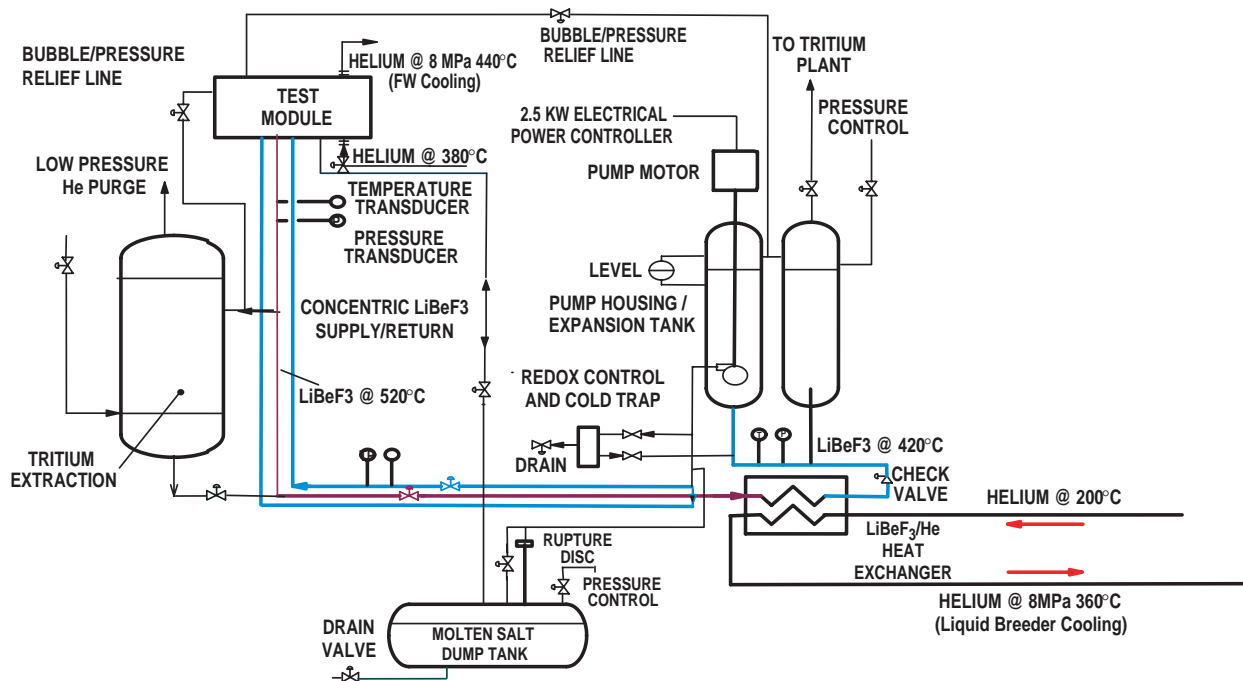 BUBBLE/PRESSURE
RELIEF LINE
HELIUM @ 8 MPa 440°C
(FW Cooling)
BUBBLE/PRESSURE
RELIEF LINE
TO TRITIUM
PLANT
PRESSURE
CONTROL
TEST
MODULE
2.5 KW ELECTRICAL
POWER CONTROLLER
PUMP MOTOR
LOW PRESSURE
He PURGE
HELIUM @ 380°C
TEMPERATURE
TRANSDUCER
P
PRESSURE
TRANSDUCER
LEVEL
PUMP HOUSING /
EXPANSION TANK
CONCENTRIC LiBeF3
SUPPLY/RETURN
LiBeF3 @ 520°C
REDOX CONTROL
AND COLD TRAP
DRAIN
T
P
LiBeF3 @ 420°C
CHECK
VALVE
TRITIUM
EXTRACTION
HELIUM @ 200°C
LiBeF₃/He
HEAT
EXCHANGER
RUPTURE
DISC
PRESSURE
CONTROL
HELIUM @ 8MPa 360°C
(Liquid Breeder Cooling)
DRAIN
VALVE
MOLTEN SALT
DUMP TANK